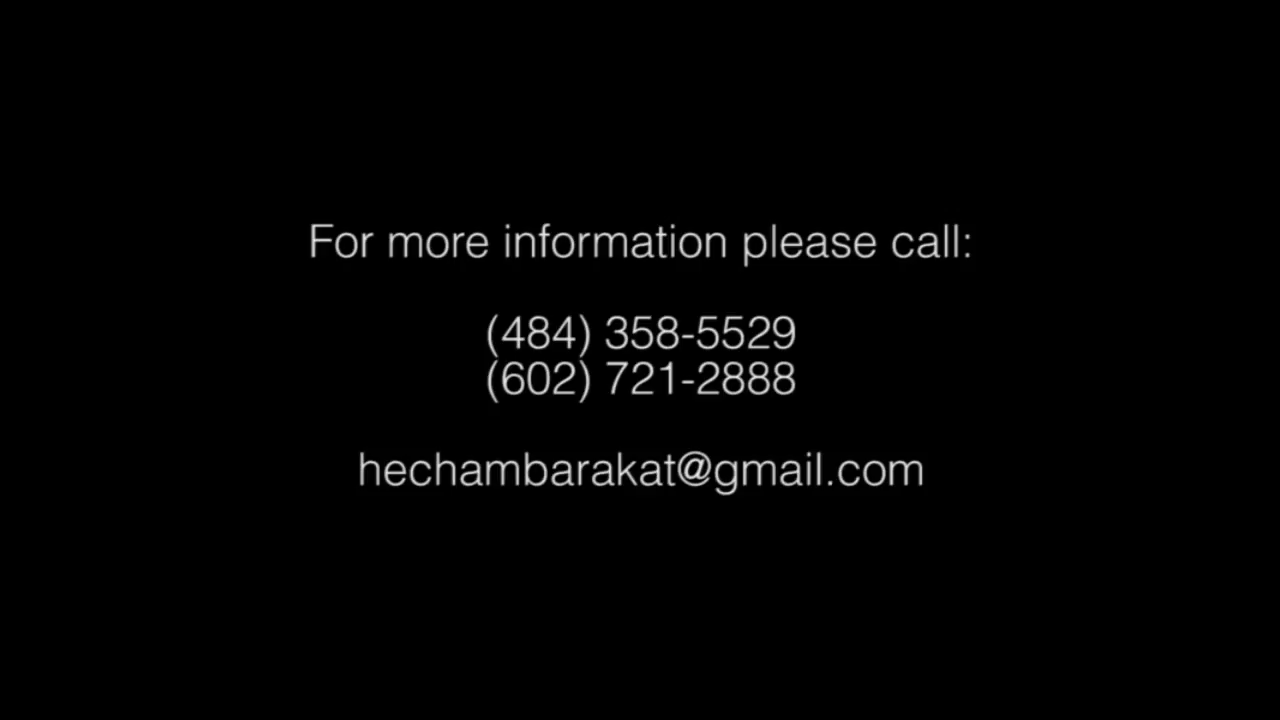 For more information please call:
(484) 358-5529
(602) 721-2888
hechambarakat@gmail.com